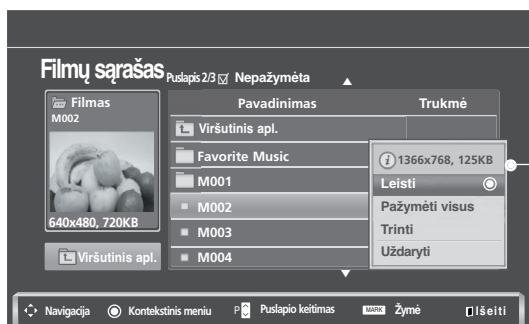 Filmų sąrašas Puslapis 2/3 Nepažymėta
Filmas
M002
640x480, 720KB
Viršutinis apl.
Pavadinimas Trukmė
Viršutinis apl.
Favorite Music
M001
M002
M003
M004
1366x768, 125KB
Leisti
Pažymėti visus
Trinti
Uždaryti
Navigacija Kontekstinis meniu P Puslapio keitimas MARK Žymė Išeiti